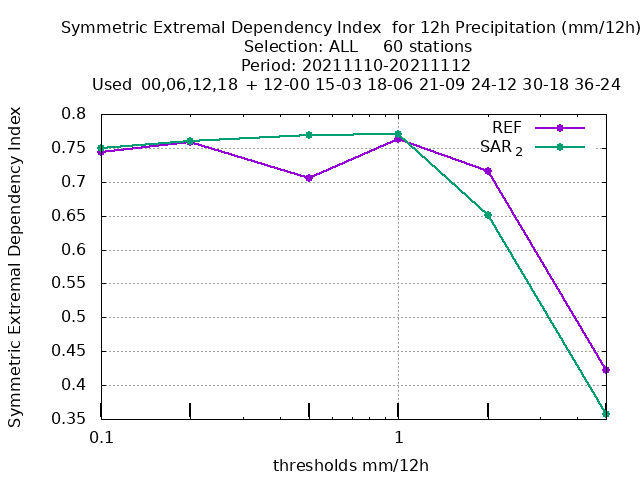 Symmetric Extremal Dependency Index  for 12h Precipitation (mm/12h)
Selection: ALL     60 stations
Period: 20211110-20211112
Used  00,06,12,18  + 12-00 15-03 18-06 21-09 24-12 30-18 36-24
Symmetric Extremal Dependency Index
0.8
0.75
0.7
0.65
0.6
0.55
0.5
0.45
0.4
0.35
REF
SAR 2
0.1
1
thresholds mm/12h